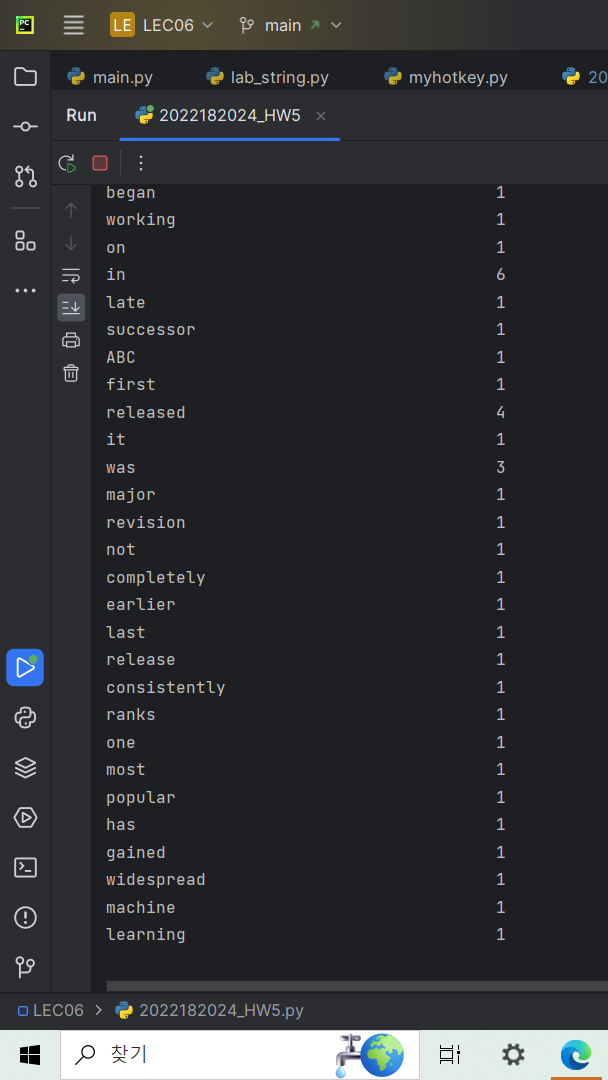 PC
LE LEC06 main
main.py lab_string.py myhotkey.py 20
Run 2022182024_HW5
began 1
working 1
on 1
in 6
late 1
successor 1
ABC 1
first 1
released 4
it 1
was 3
major 1
revision 1
not 1
completely 1
earlier 1
last 1
release 1
consistently 1
ranks 1
one 1
most 1
popular 1
has 1
gained 1
widespread 1
machine 1
learning 1
LEC06 > 2022182024_HW5.py
찾기